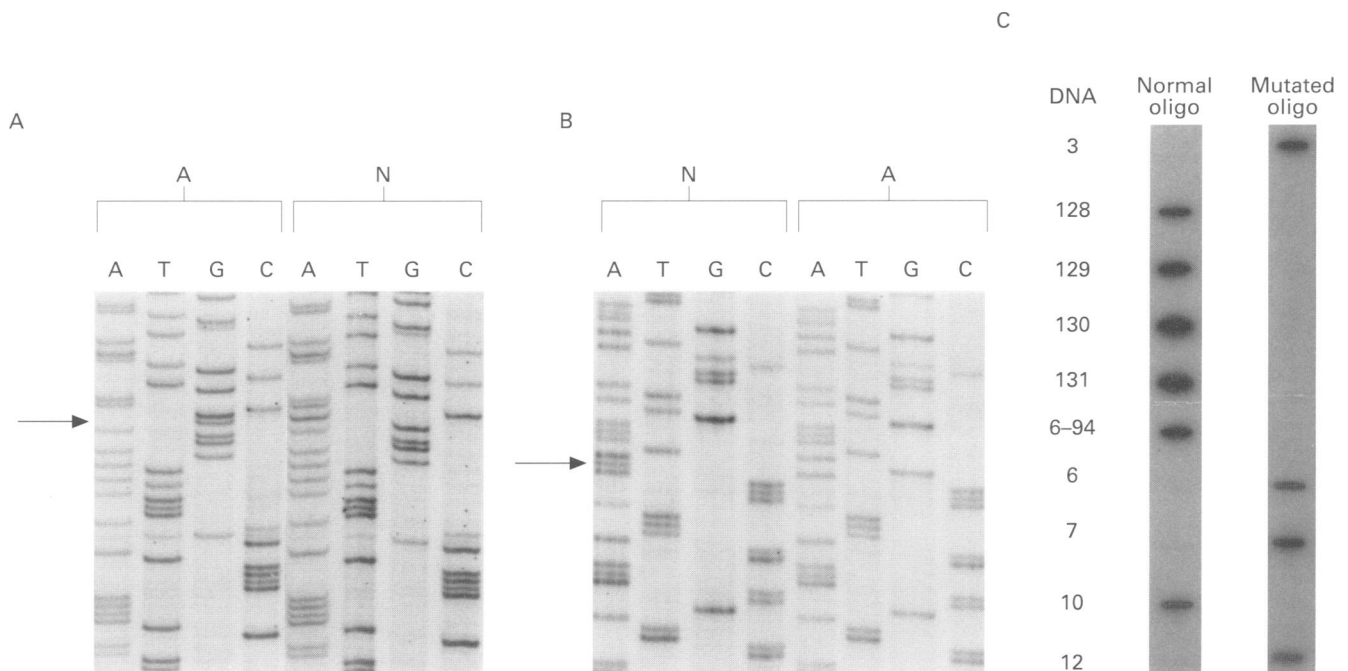 A
A N
A T G C A T G C
B
N A
A T G C A T G C
C
DNA Normal oligo Mutated oligo
3
128
129
130
131
6–94
6
7
10
12